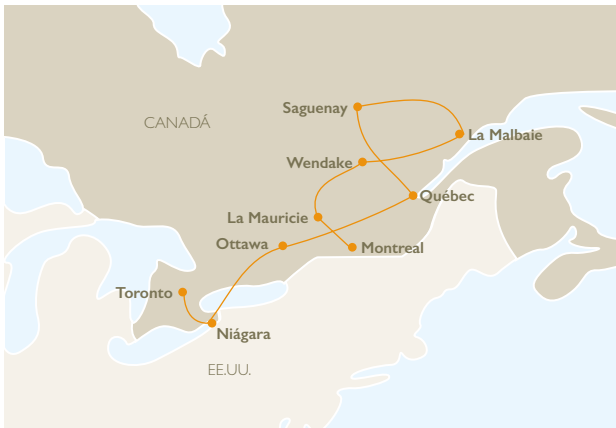 Saguenay
CANADÁ
La Malbaie
Wendake
Québec
La Mauricie
Ottawa
Montreal
Toronto
Niágara
EE.UU.